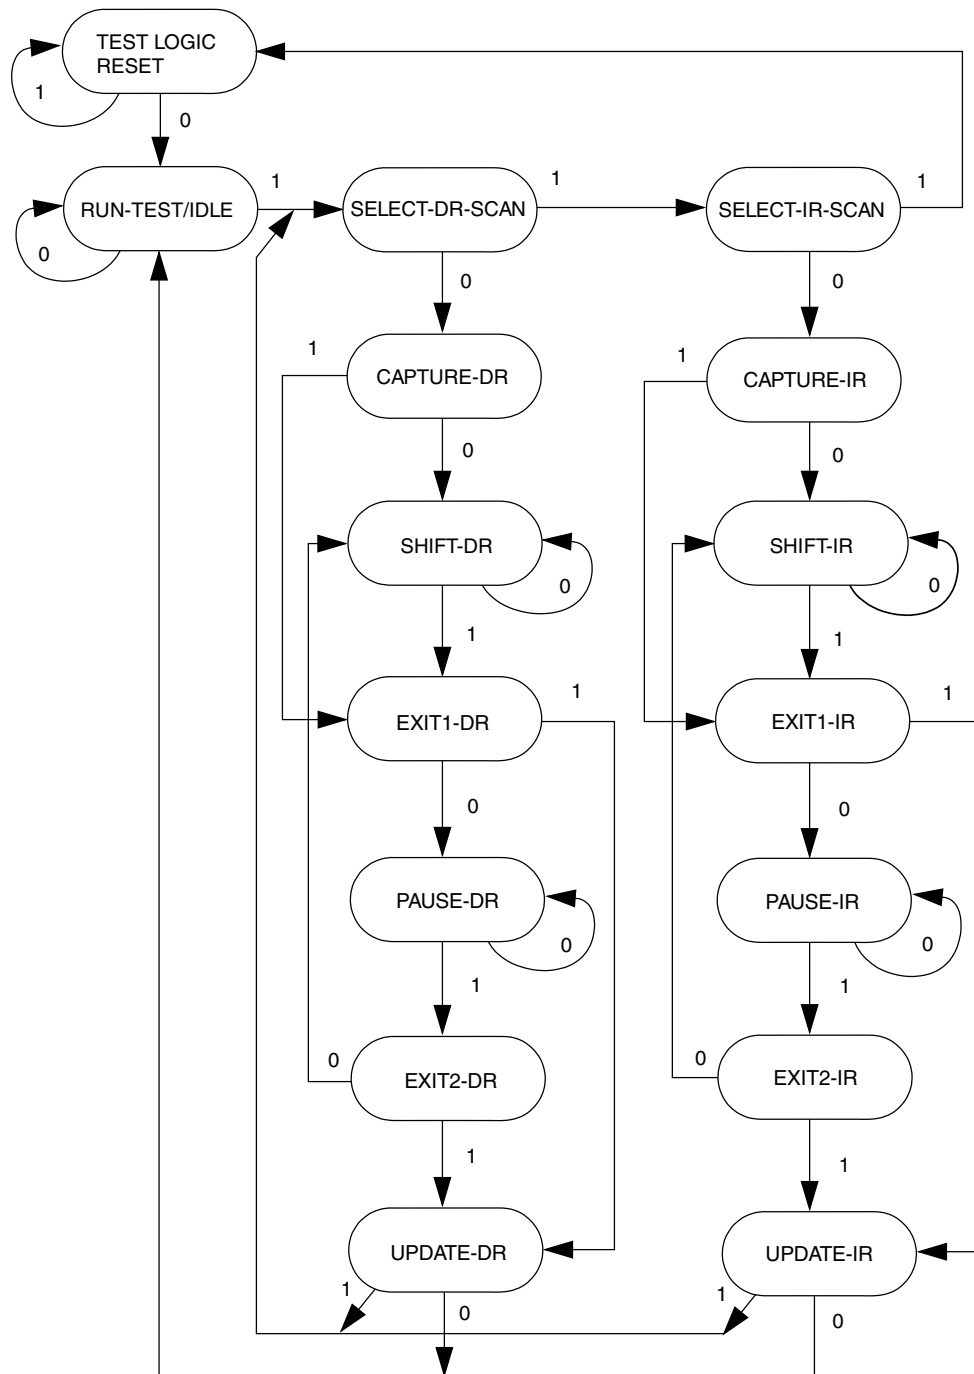 TEST LOGIC
RESET
1
0
RUN-TEST/IDLE
1
0
SELECT-DR-SCAN
1
SELECT-IR-SCAN
1
0
0
1
CAPTURE-DR
1
CAPTURE-IR
0
0
SHIFT-DR
0
SHIFT-IR
0
1
1
EXIT1-DR
1
EXIT1-IR
1
0
0
PAUSE-DR
0
PAUSE-IR
0
1
1
0
EXIT2-DR
0
EXIT2-IR
1
1
UPDATE-DR
UPDATE-IR
1
0
1
0